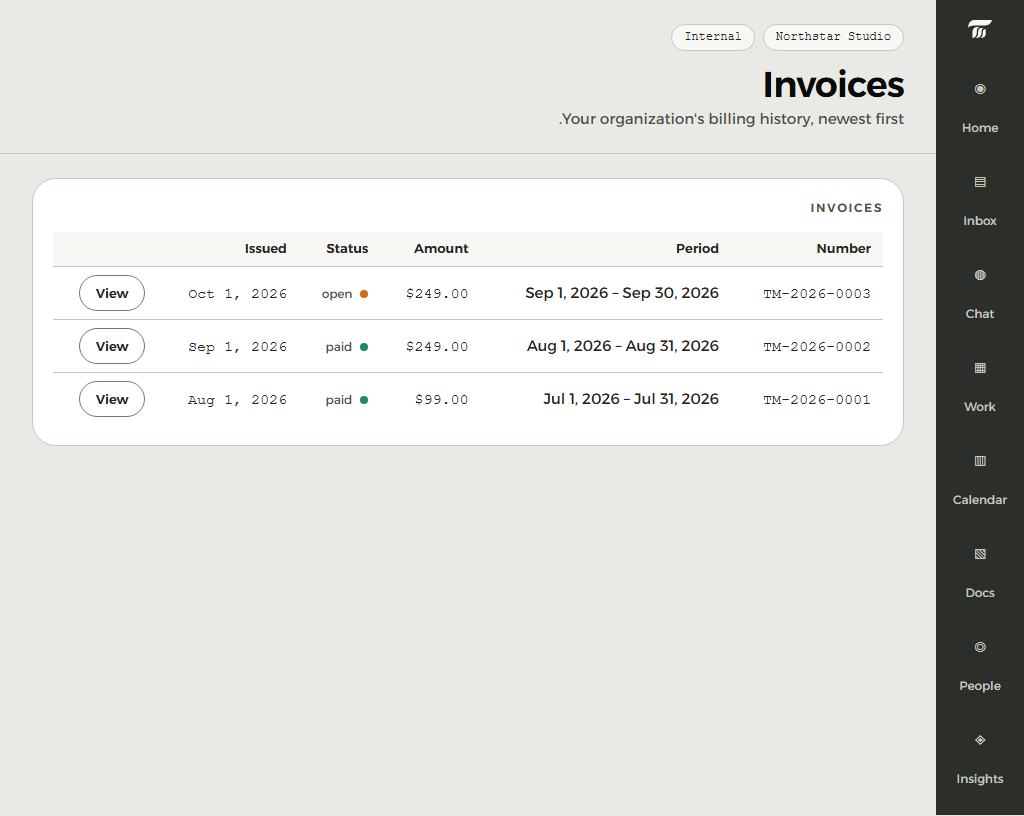 Internal Northstar Studio
Invoices
.Your organization's billing history, newest first
INVOICES
Number Period Amount Status Issued
TM-2026-0003 Sep 1, 2026 – Sep 30, 2026 $249.00 open Oct 1, 2026 View
TM-2026-0002 Aug 1, 2026 – Aug 31, 2026 $249.00 paid Sep 1, 2026 View
TM-2026-0001 Jul 1, 2026 – Jul 31, 2026 $99.00 paid Aug 1, 2026 View
Home
Inbox
Chat
Work
Calendar
Docs
People
Insights